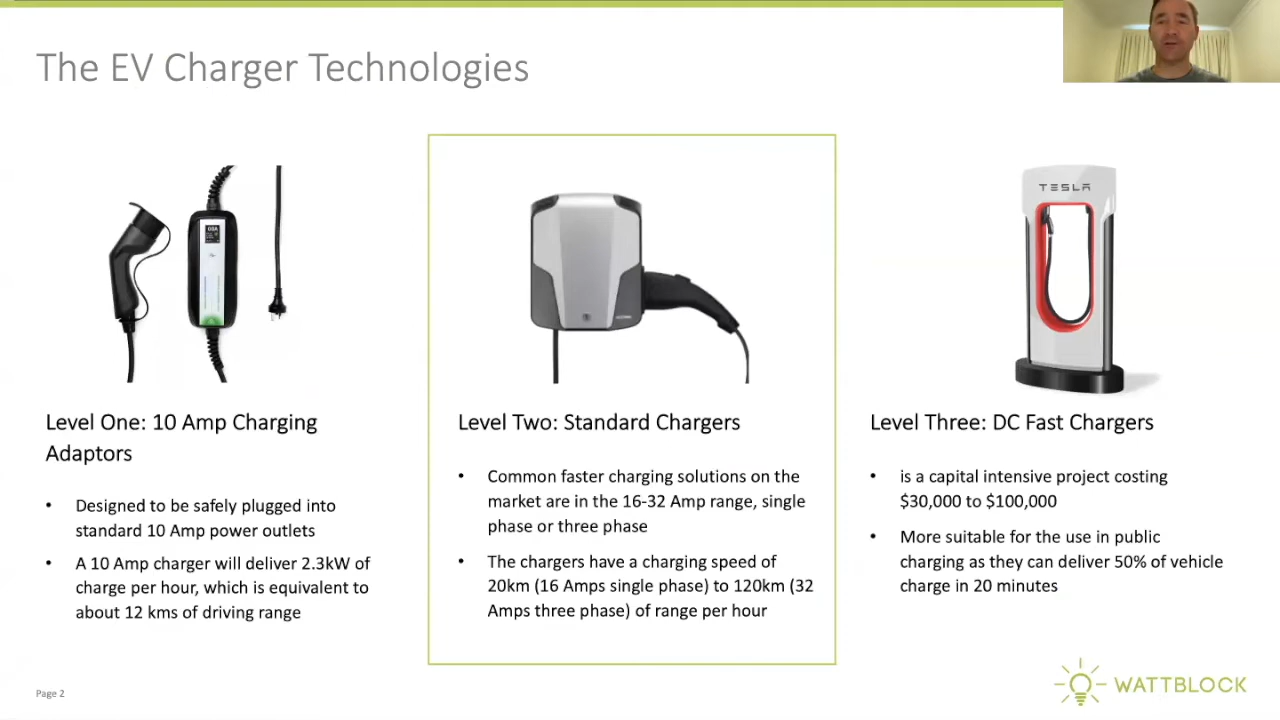 The EV Charger Technologies
TESLA
Level One: 10 Amp Charging
Adaptors
• Designed to be safely plugged into
standard 10 Amp power outlets
• A 10 Amp charger will deliver 2.3kW of
charge per hour, which is equivalent to
about 12 kms of driving range
Level Two: Standard Chargers
• Common faster charging solutions on the
market are in the 16-32 Amp range, single
phase or three phase
• The chargers have a charging speed of
20km (16 Amps single phase) to 120km (32
Amps three phase) of range per hour
Level Three: DC Fast Chargers
• is a capital intensive project costing
$30,000 to $100,000
• More suitable for the use in public
charging as they can deliver 50% of vehicle
charge in 20 minutes
Page 2
WATTBLOCK